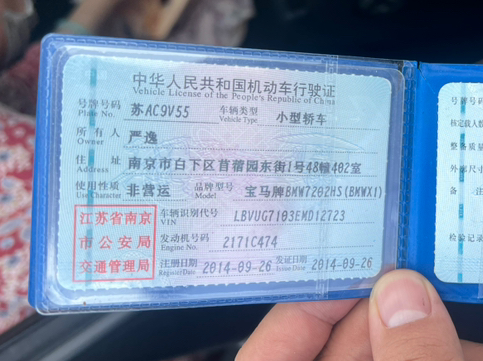 中华人民共和国机动车行驶证
Vehicle License of the People's Republic of China
号牌号码 苏AC9V55 车辆类型 小型轿车
Plate No. Vehicle Type
所有人 严逸
Owner
住址 南京市白下区苜蓿园东街1号48幢402室
Address
使用性质 非营运 品牌型号 宝马牌BMW7202HS(BMWX1)
Use Character Model
江苏省南京
市公安局
交通管理局
车辆识别代号 LBVUG7103EMD12723
VIN
发动机号码 2171C474
Engine No.
注册日期 2014-09-26 发证日期 2014-09-26
Register Date Issue Date
号牌号码
核定载人数
整备质量
外廓尺寸
备
检验记录